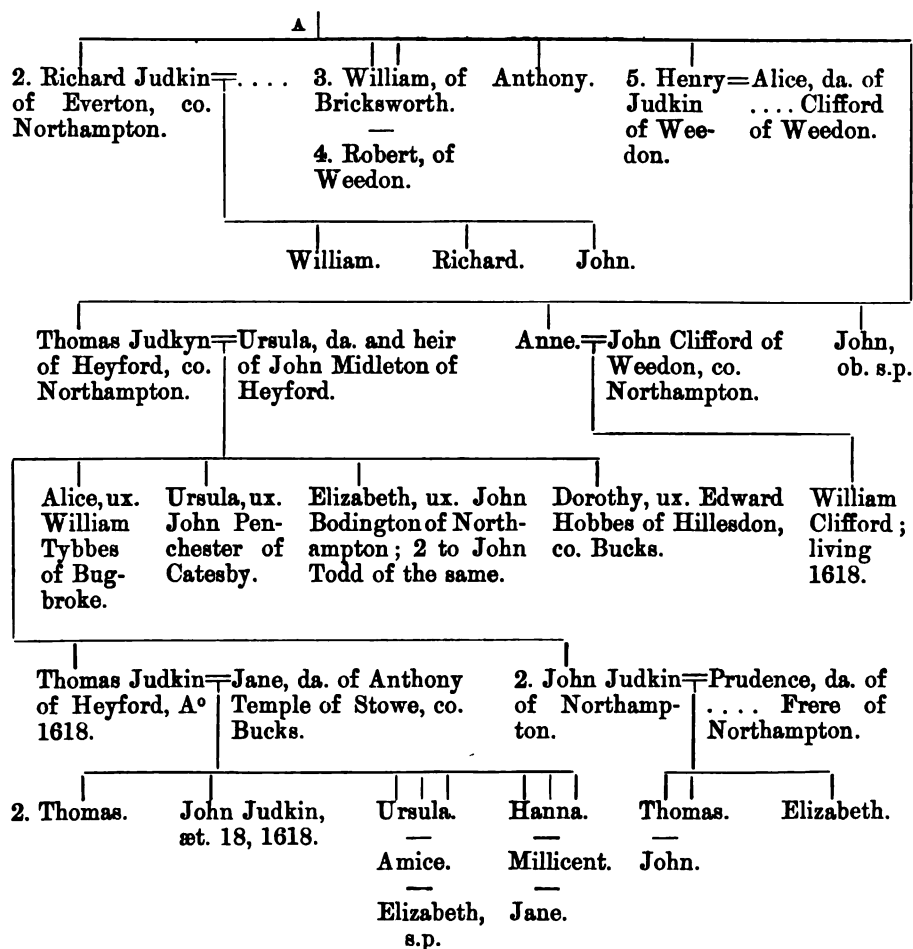 A
2. Richard Judkin=. . . .
of Everton, co.
Northampton.
3. William, of
Bricksworth.
—
4. Robert, of
Weedon.
Anthony.
5. Henry=Alice, da. of
Judkin
of Wee-
don.
. . . . Clifford
of Weedon.
William.
Richard.
John.
Thomas Judkyn=Ursula, da. and heir
of Heyford, co.
Northampton.
of John Midleton of
Heyford.
Anne.=John Clifford of
Weedon, co.
Northampton.
John,
ob. s.p.
Alice, ux.
William
Tybbes
of Bug-
broke.
Ursula, ux.
John Pen-
chester of
Catesby.
Elizabeth, ux. John
Bodington of North-
ampton; 2 to John
Todd of the same.
Dorothy, ux. Edward
Hobbes of Hillesdon,
co. Bucks.
William
Clifford;
living
1618.
Thomas Judkin=Jane, da. of Anthony
of Heyford, Aº
1618.
Temple of Stowe, co.
Bucks.
2. John Judkin=Prudence, da. of
of Northamp-
ton.
. . . . Frere of
Northampton.
2. Thomas.
John Judkin,
æt. 18, 1618.
Ursula.
—
Amice.
—
Elizabeth,
s.p.
Hanna.
—
Millicent.
—
Jane.
Thomas.
—
John.
Elizabeth.